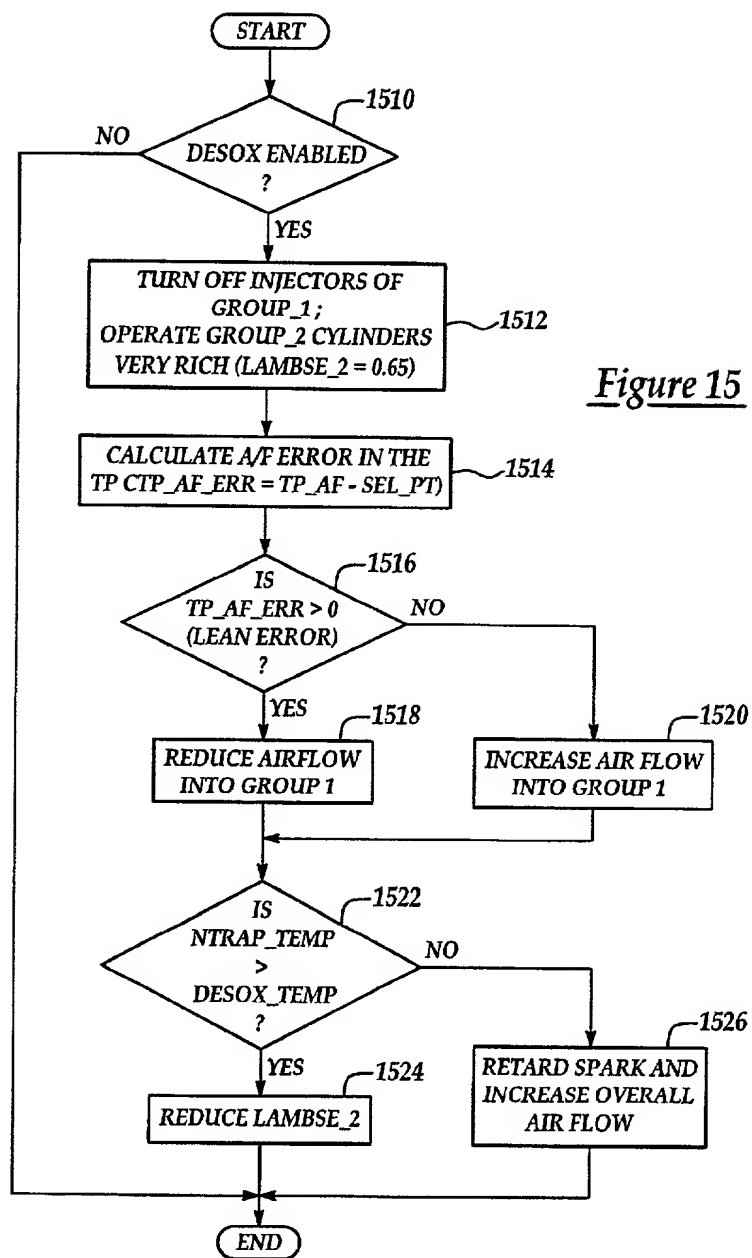 START
1510
NO
DESOX ENABLED
?
YES
TURN OFF INJECTORS OF
GROUP_1 ;
OPERATE GROUP_2 CYLINDERS
VERY RICH (LAMBSE_2 = 0.65)
1512
Figure 15
CALCULATE A/F ERROR IN THE
TP CTP_AF_ERR = TP_AF - SEL_PT)
1514
IS
TP_AF_ERR > 0
(LEAN ERROR)
?
1516
NO
YES
1518
REDUCE AIRFLOW
INTO GROUP 1
1520
INCREASE AIR FLOW
INTO GROUP 1
IS
NTRAP_TEMP
>
DESOX_TEMP
?
1522
NO
YES
1524
REDUCE LAMBSE_2
1526
RETARD SPARK AND
INCREASE OVERALL
AIR FLOW
END